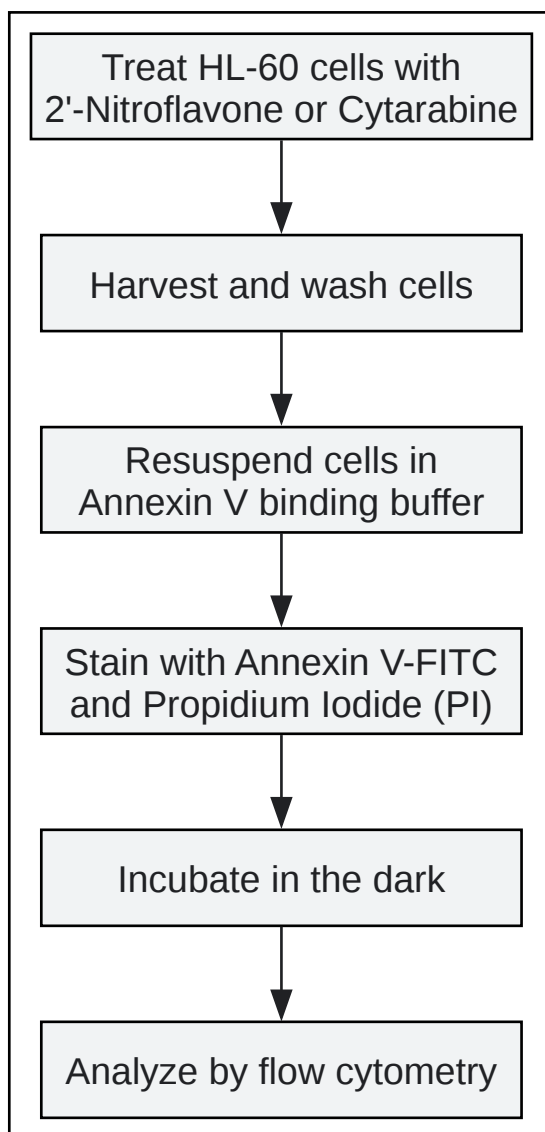 Treat HL-60 cells with
2'-Nitroflavone or Cytarabine
Harvest and wash cells
Resuspend cells in
Annexin V binding buffer
Stain with Annexin V-FITC
and Propidium Iodide (PI)
Incubate in the dark
Analyze by flow cytometry